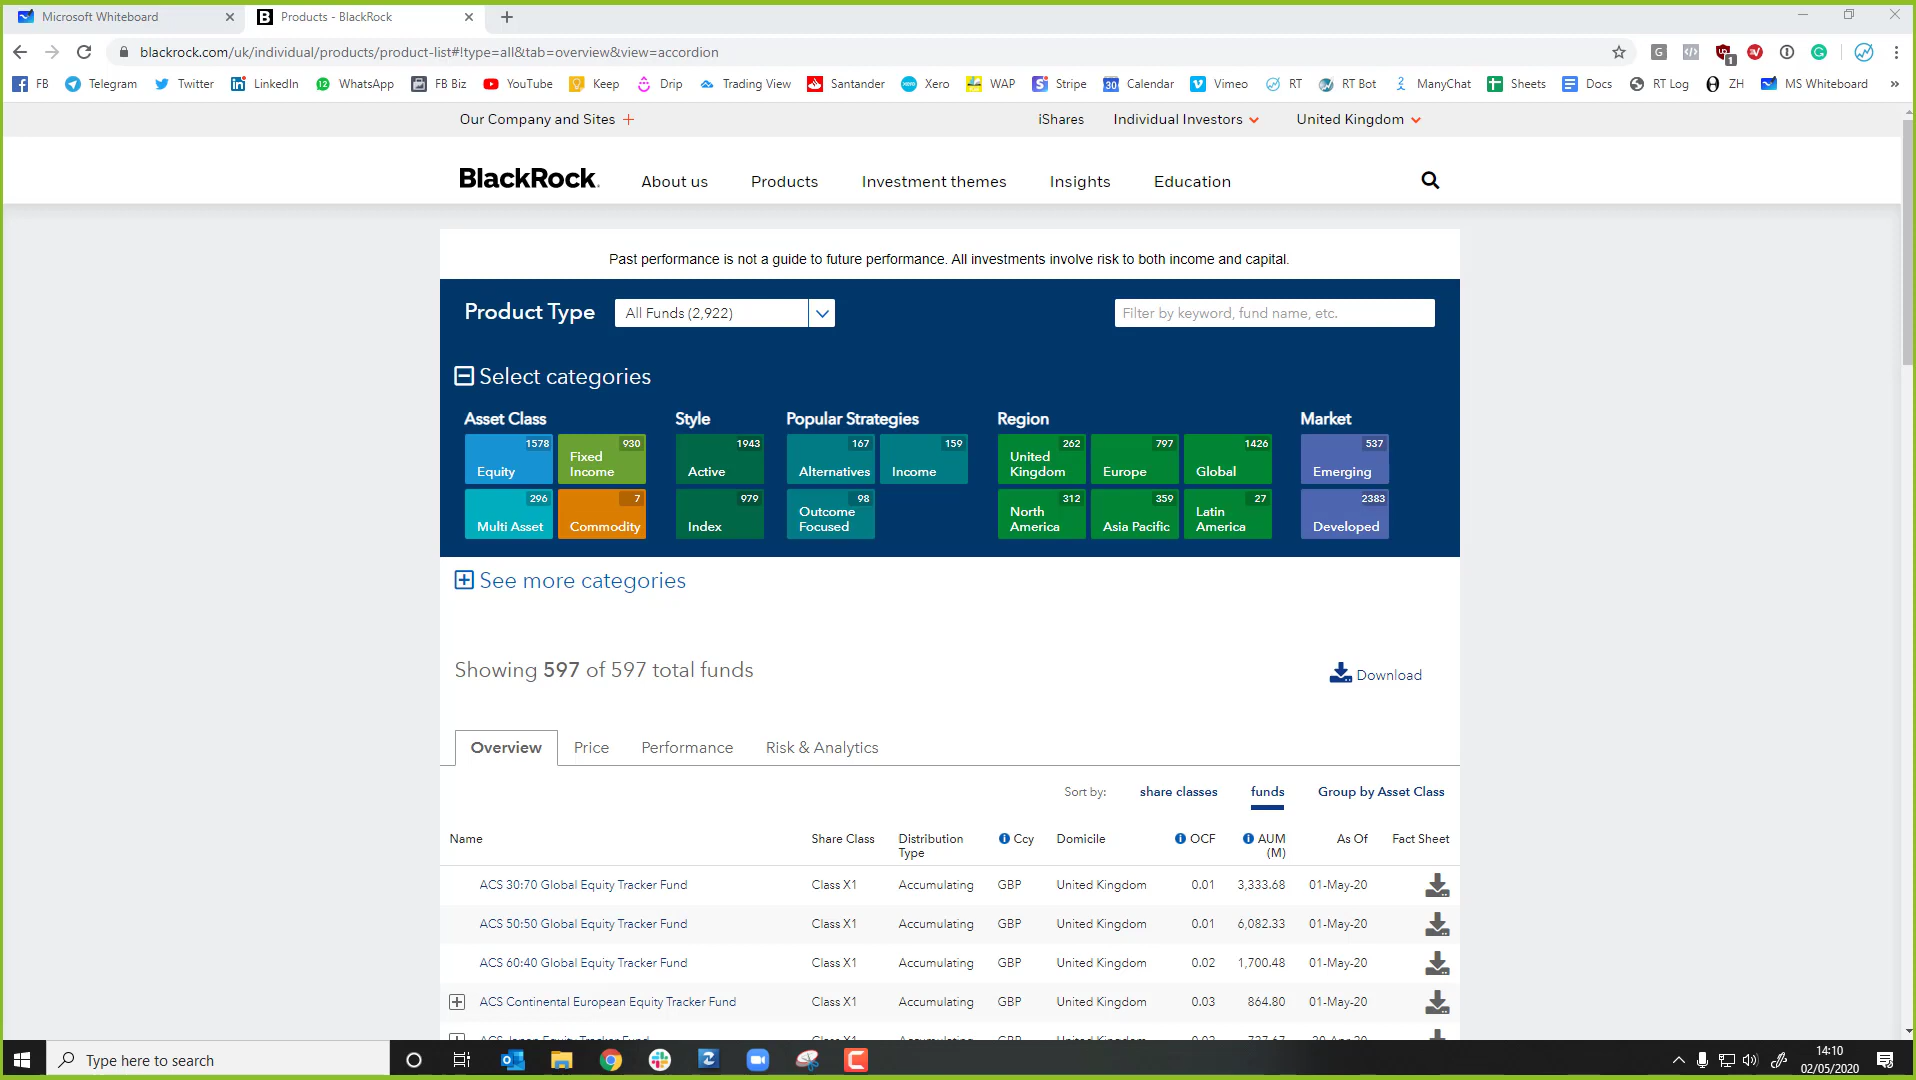 Microsoft Whiteboard
Products - BlackRock
blackrock.com/uk/individual/products/product-list#!type=all&tab=overview&view=accordion
FB Telegram Twitter LinkedIn WhatsApp FB Biz YouTube Keep Drip Trading View Santander Xero WAP Stripe Calendar Vimeo RT RT Bot ManyChat Sheets Docs RT Log ZH MS Whiteboard »
Our Company and Sites +
iShares Individual Investors United Kingdom
BlackRock.
About us Products Investment themes Insights Education
Past performance is not a guide to future performance. All investments involve risk to both income and capital.
Product Type All Funds (2,922) Filter by keyword, fund name, etc.
Select categories
Asset Class Style Popular Strategies Region Market
1578 930 1943 167 159 262 797 1426 537
Equity Fixed Income Active Alternatives Income United Kingdom Europe Global Emerging
296 7 979 98 312 359 27 2383
Multi Asset Commodity Index Outcome Focused North America Asia Pacific Latin America Developed
See more categories
Showing 597 of 597 total funds
Download
Overview Price Performance Risk & Analytics
Sort by: share classes funds Group by Asset Class
Name Share Class Distribution Type Ccy Domicile OCF AUM (M) As Of Fact Sheet
ACS 30:70 Global Equity Tracker Fund Class X1 Accumulating GBP United Kingdom 0.01 3,333.68 01-May-20
ACS 50:50 Global Equity Tracker Fund Class X1 Accumulating GBP United Kingdom 0.01 6,082.33 01-May-20
ACS 60:40 Global Equity Tracker Fund Class X1 Accumulating GBP United Kingdom 0.02 1,700.48 01-May-20
ACS Continental European Equity Tracker Fund Class X1 Accumulating GBP United Kingdom 0.03 864.80 01-May-20
Type here to search
14:10
02/05/2020